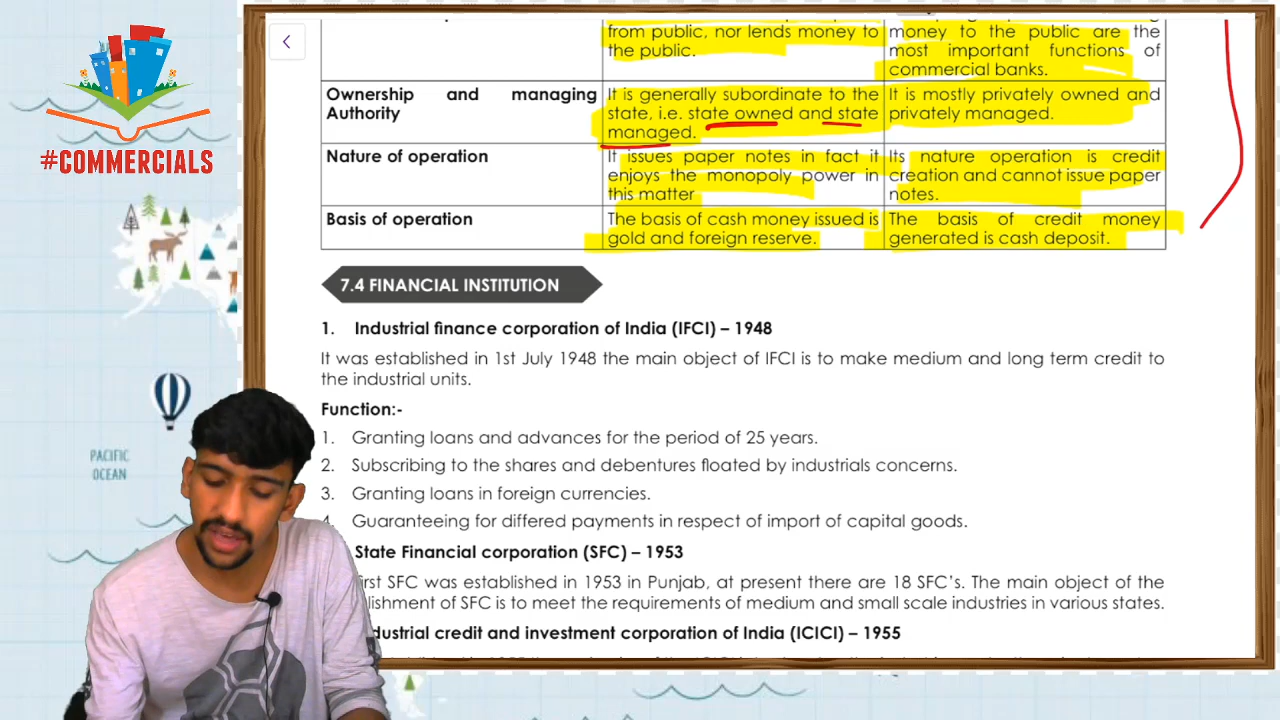 from public, nor lends money to
the public.
money to the public are the
most important functions of
commercial banks.
Ownership and managing
Authority
It is generally subordinate to the
state, i.e. state owned and state
managed.
It is mostly privately owned and
privately managed.
Nature of operation
It issues paper notes in fact it
enjoys the monopoly power in
this matter
Its nature operation is credit
creation and cannot issue paper
notes.
Basis of operation
The basis of cash money issued is
gold and foreign reserve.
The basis of credit money
generated is cash deposit.
#COMMERCIALS
7.4 FINANCIAL INSTITUTION
1. Industrial finance corporation of India (IFCI) – 1948
It was established in 1st July 1948 the main object of IFCI is to make medium and long term credit to
the industrial units.
Function:-
1. Granting loans and advances for the period of 25 years.
2. Subscribing to the shares and debentures floated by industrials concerns.
3. Granting loans in foreign currencies.
4. Guaranteeing for differed payments in respect of import of capital goods.
State Financial corporation (SFC) – 1953
irst SFC was established in 1953 in Punjab, at present there are 18 SFC's. The main object of the
lishment of SFC is to meet the requirements of medium and small scale industries in various states.
dustrial credit and investment corporation of India (ICICI) – 1955
PACIFIC
OCEAN